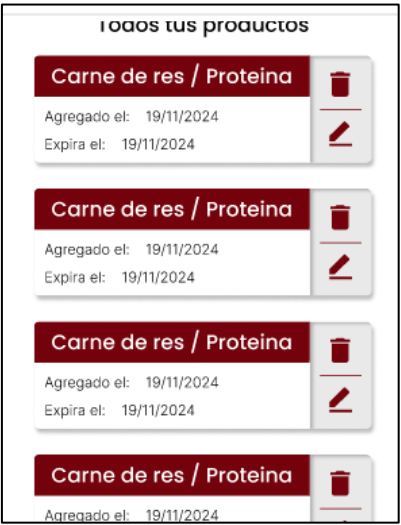 Todos tus productos
Carne de res / Proteina
Agregado el: 19/11/2024
Expira el: 19/11/2024
Carne de res / Proteina
Agregado el: 19/11/2024
Expira el: 19/11/2024
Carne de res / Proteina
Agregado el: 19/11/2024
Expira el: 19/11/2024
Carne de res / Proteina
Agregado el: 19/11/2024